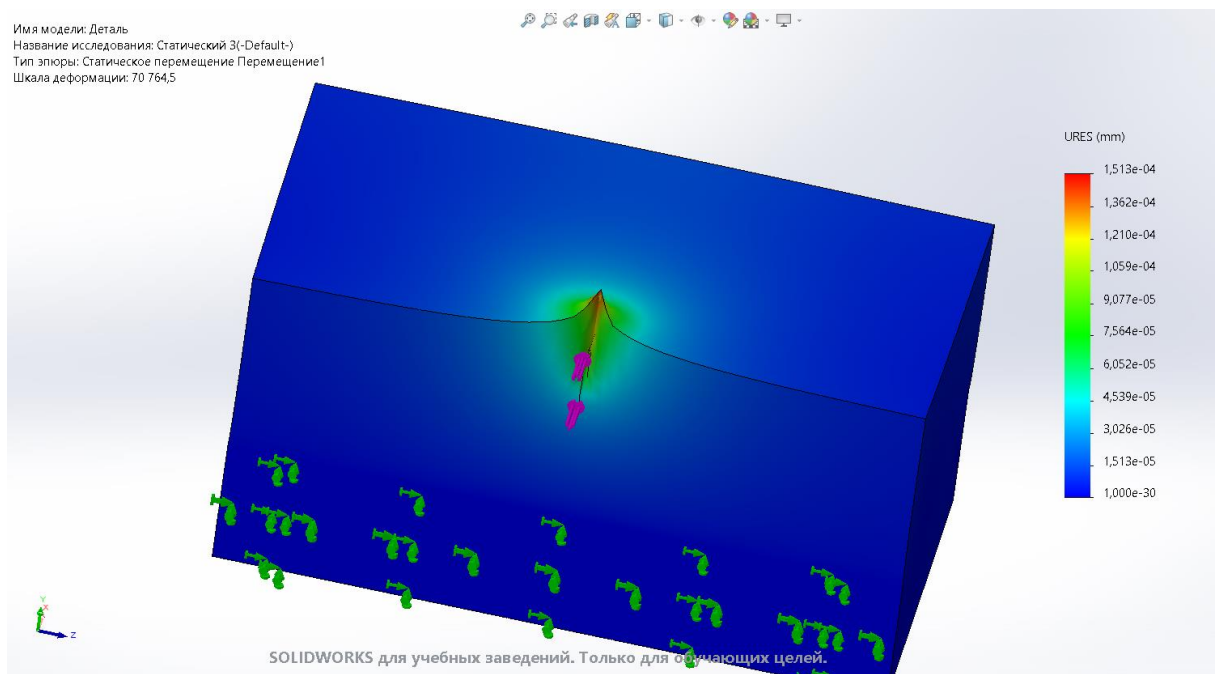 Имя модели: Деталь
Название исследования: Статический 3(-Default-)
Тип эпюры: Статическое перемещение Перемещение1
Шкала деформации: 70 764,5
URES (mm)
1,513e-04
1,362e-04
1,210e-04
1,059e-04
9,077e-05
7,564e-05
6,052e-05
4,539e-05
3,026e-05
1,513e-05
1,000e-30
Y
X
Z
SOLIDWORKS для учебных заведений. Только для обучающих целей.